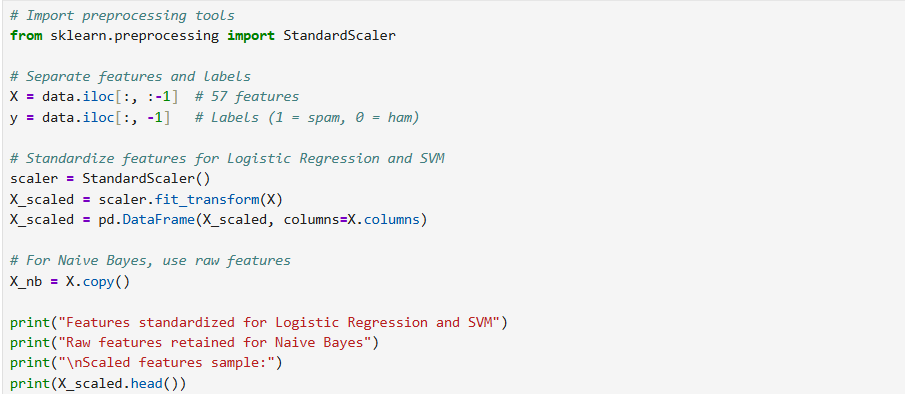 # Import preprocessing tools
from sklearn.preprocessing import StandardScaler
# Separate features and labels
X = data.iloc[:, :-1]  # 57 features
y = data.iloc[:, -1]   # Labels (1 = spam, 0 = ham)
# Standardize features for Logistic Regression and SVM
scaler = StandardScaler()
X_scaled = scaler.fit_transform(X)
X_scaled = pd.DataFrame(X_scaled, columns=X.columns)
# For Naive Bayes, use raw features
X_nb = X.copy()
print("Features standardized for Logistic Regression and SVM")
print("Raw features retained for Naive Bayes")
print("\nScaled features sample:")
print(X_scaled.head())